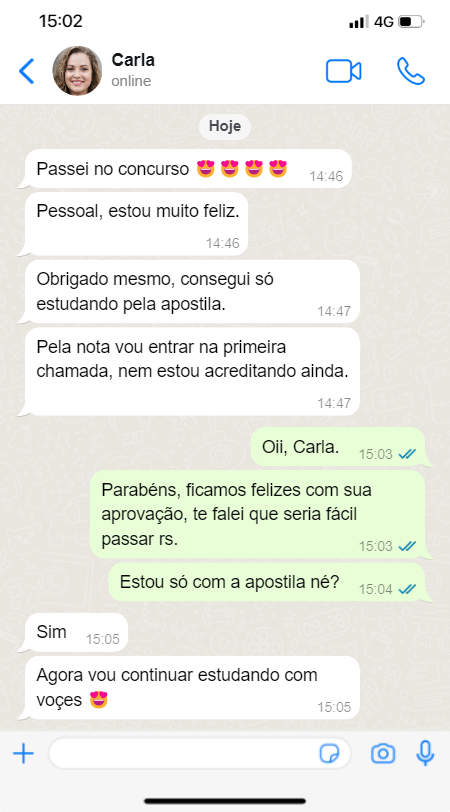 15:02
4G
Carla
online
Hoje
Passei no concurso 😍 😍 😍 😍
14:46
Pessoal, estou muito feliz.
14:46
Obrigado mesmo, consegui só
estudando pela apostila.
14:47
Pela nota vou entrar na primeira
chamada, nem estou acreditando ainda.
14:47
Oii, Carla.
15:03
Parabéns, ficamos felizes com sua
aprovação, te falei que seria fácil
passar rs.
15:03
Estou só com a apostila né?
15:04
Sim
15:05
Agora vou continuar estudando com
voçes 😍
15:05